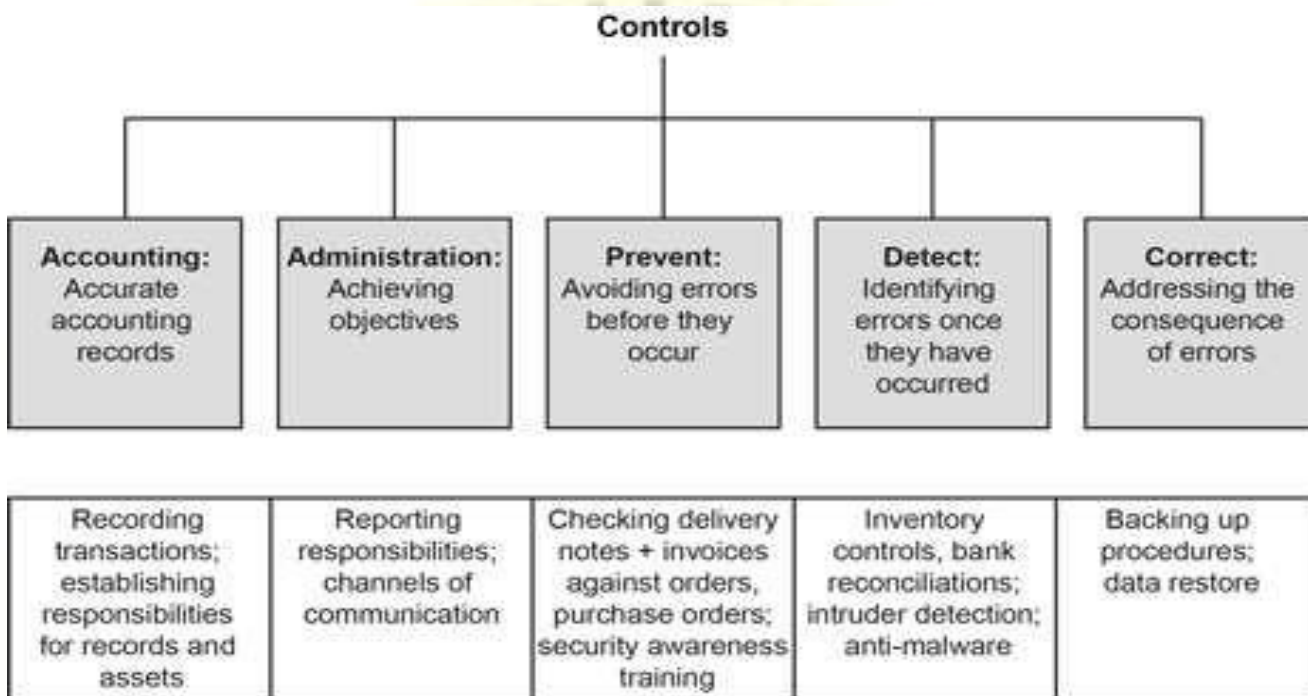 Controls
Accounting:
Accurate
accounting
records
Administration:
Achieving
objectives
Prevent:
Avoiding errors
before they
occur
Detect:
Identifying
errors once
they have
occurred
Correct:
Addressing the
consequence
of errors
Recording
transactions;
establishing
responsibilities
for records and
assets
Reporting
responsibilities;
channels of
communication
Checking delivery
notes + invoices
against orders,
purchase orders;
security awareness
training
Inventory
controls, bank
reconciliations;
intruder detection;
anti-malware
Backing up
procedures;
data restore